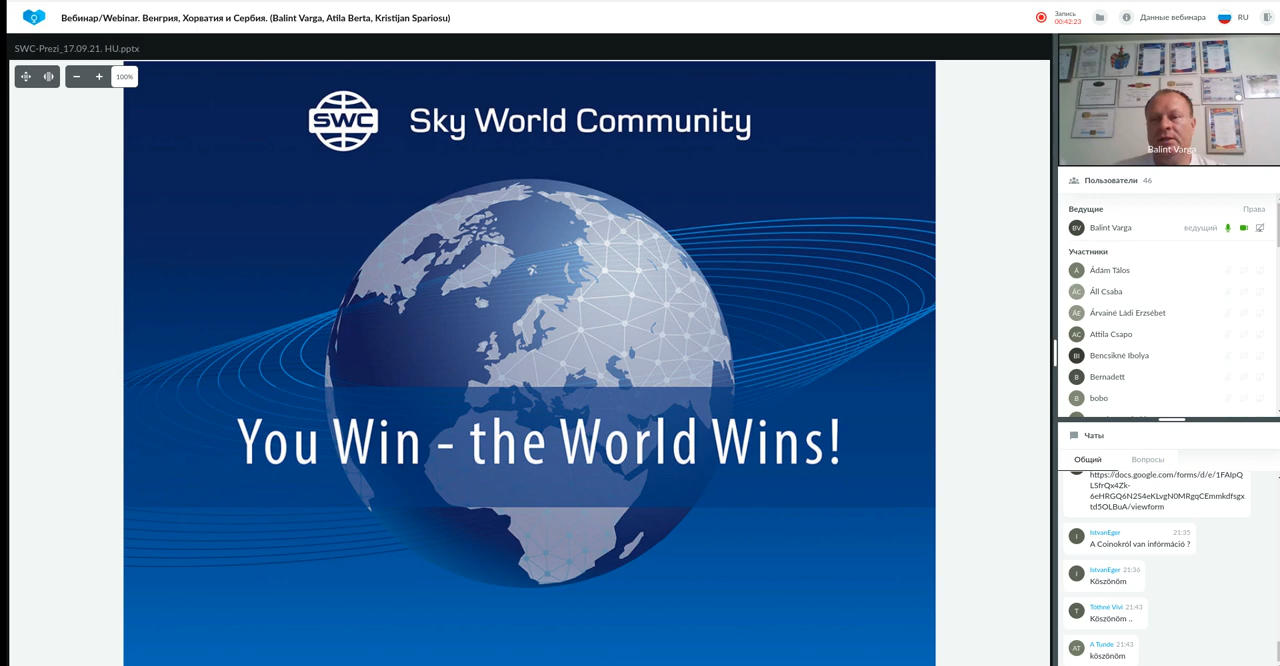 Вебинар/Webinar. Венгрия, Хорватия и Сербия. (Balint Varga, Atila Berta, Kristijan Spariosu)
Запись
00:42:23
Данные вебинара
RU
SWC-Prezi_17.09.21. HU.pptx
100%
SWC
Sky World Community
You Win - the World Wins!
Balint Varga
Пользователи 46
Ведущие Права
BV Balint Varga ведущий
Участники
Á Ádám Tálos
ÁC Áll Csaba
ÁE Árvainé Ládi Erzsébet
AC Attila Csapo
BI Bencsikné Ibolya
B Bernadett
B bobo
Чаты
Общий Вопросы
https://docs.google.com/forms/d/e/1FAIpQ
LSfrQx4Zk-
6eHRGQ6N2S4eKLvgN0MRgqCEmmkdfsgx
td5OLBuA/viewform
I IstvanEger 21:35
A Coinokról van infórmáció ?
I IstvanEger 21:36
Köszönöm
T Tóthné Vivi 21:43
Köszönöm ..
AT A Tunde 21:43
köszönöm